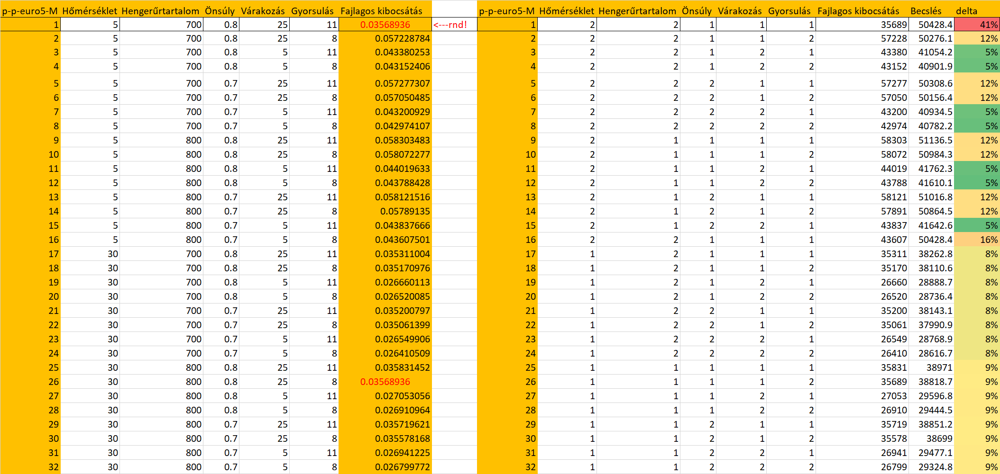 p-p-euro5-M Hőmérséklet Hengerűrtartalom Önsúly Várakozás Gyorsulás Fajlagos kibocsátás p-p-euro5-M Hőmérséklet Hengerűrtartalom Önsúly Várakozás Gyorsulás Fajlagos kibocsátás Becslés delta
1 5 700 0.8 25 11 0.03568936 <---rnd! 1 2 2 1 1 1 35689 50428.4 41%
2 5 700 0.8 25 8 0.057228784 2 2 2 1 1 2 57228 50276.1 12%
3 5 700 0.8 5 11 0.043380253 3 2 2 1 2 1 43380 41054.2 5%
4 5 700 0.8 5 8 0.043152406 4 2 2 1 2 2 43152 40901.9 5%
5 5 700 0.7 25 11 0.057277307 5 2 2 2 1 1 57277 50308.6 12%
6 5 700 0.7 25 8 0.057050485 6 2 2 2 1 2 57050 50156.4 12%
7 5 700 0.7 5 11 0.043200929 7 2 2 2 2 1 43200 40934.5 5%
8 5 700 0.7 5 8 0.042974107 8 2 2 2 2 2 42974 40782.2 5%
9 5 800 0.8 25 11 0.058303483 9 2 1 1 1 1 58303 51136.5 12%
10 5 800 0.8 25 8 0.058072277 10 2 1 1 1 2 58072 50984.3 12%
11 5 800 0.8 5 11 0.044019633 11 2 1 1 2 1 44019 41762.3 5%
12 5 800 0.8 5 8 0.043788428 12 2 1 1 2 2 43788 41610.1 5%
13 5 800 0.7 25 11 0.058121516 13 2 1 2 1 1 58121 51016.8 12%
14 5 800 0.7 25 8 0.05789135 14 2 1 2 1 2 57891 50864.5 12%
15 5 800 0.7 5 11 0.043837666 15 2 1 2 2 1 43837 41642.6 5%
16 5 800 0.7 5 8 0.043607501 16 2 2 1 1 1 43607 50428.4 16%
17 30 700 0.8 25 11 0.035311004 17 1 2 1 1 1 35311 38262.8 8%
18 30 700 0.8 25 8 0.035170976 18 1 2 1 1 2 35170 38110.6 8%
19 30 700 0.8 5 11 0.026660113 19 1 2 1 2 1 26660 28888.7 8%
20 30 700 0.8 5 8 0.026520085 20 1 2 1 2 2 26520 28736.4 8%
21 30 700 0.7 25 11 0.035200797 21 1 2 2 1 1 35200 38143.1 8%
22 30 700 0.7 25 8 0.035061399 22 1 2 2 1 2 35061 37990.9 8%
23 30 700 0.7 5 11 0.026549906 23 1 2 2 2 1 26549 28768.9 8%
24 30 700 0.7 5 8 0.026410509 24 1 2 2 2 2 26410 28616.7 8%
25 30 800 0.8 25 11 0.035831452 25 1 1 1 1 1 35831 38971 9%
26 30 800 0.8 25 8 0.03568936 26 1 1 1 1 2 35689 38818.7 9%
27 30 800 0.8 5 11 0.027053056 27 1 1 1 2 1 27053 29596.8 9%
28 30 800 0.8 5 8 0.026910964 28 1 1 1 2 2 26910 29444.5 9%
29 30 800 0.7 25 11 0.035719621 29 1 1 2 1 1 35719 38851.2 9%
30 30 800 0.7 25 8 0.035578168 30 1 1 2 1 2 35578 38699 9%
31 30 800 0.7 5 11 0.026941225 31 1 1 2 2 1 26941 29477.1 9%
32 30 800 0.7 5 8 0.026799772 32 1 1 2 2 2 26799 29324.8 9%